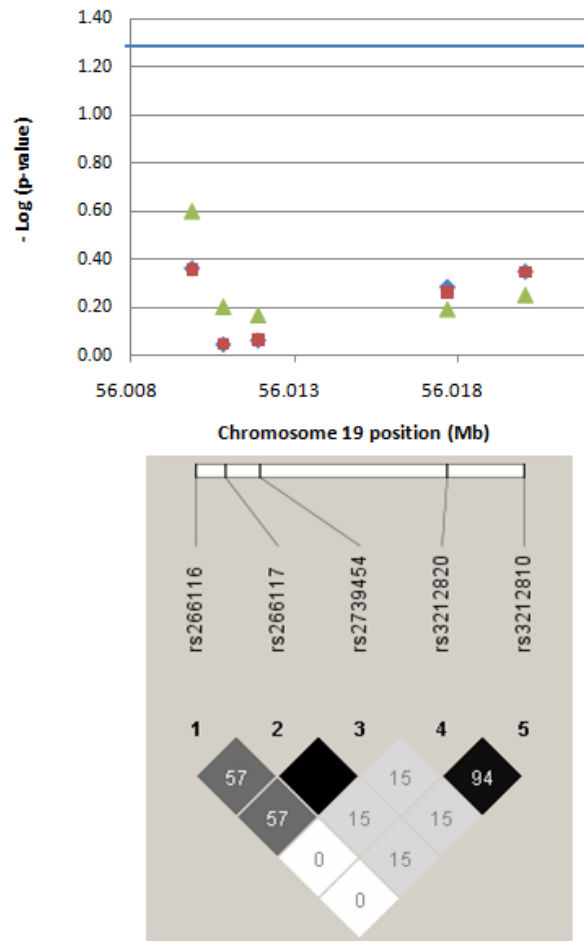 1.40
1.20
1.00
0.80
0.60
0.40
0.20
0.00
- Log (p-value)
56.008 56.013 56.018
Chromosome 19 position (Mb)
rs266116
rs266117
rs2739454
rs3212820
rs3212810
1 2 3 4 5
57 15 94
57 15 15
0 15
0